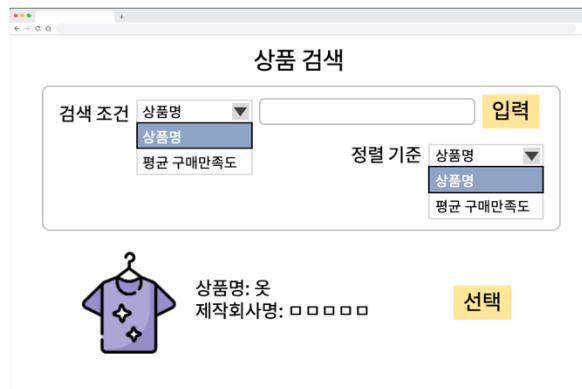 상품 검색
검색 조건 상품명 입력
상품명
평균 구매만족도
정렬 기준 상품명
상품명
평균 구매만족도
상품명: 옷
제작회사명: ㅁㅁㅁㅁㅁ
선택